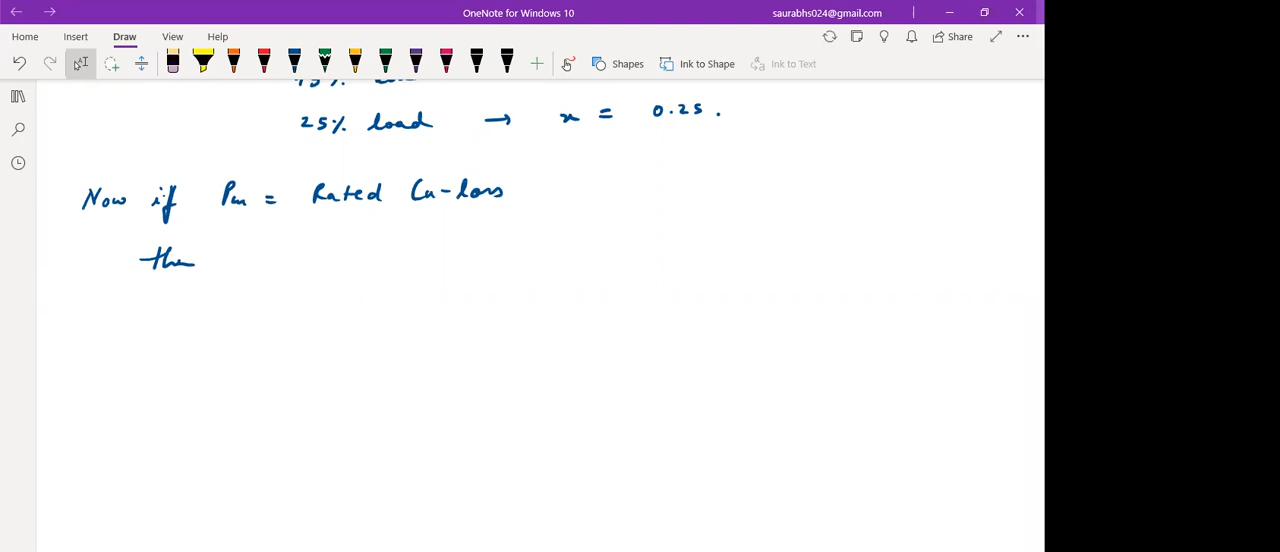 OneNote for Windows 10
saurabhs024@gmail.com
Home Insert Draw View Help
Share
Shapes
Ink to Shape
Ink to Text
25% load → x = 0.25.
Now if Pcu = Rated Cu-loss
then